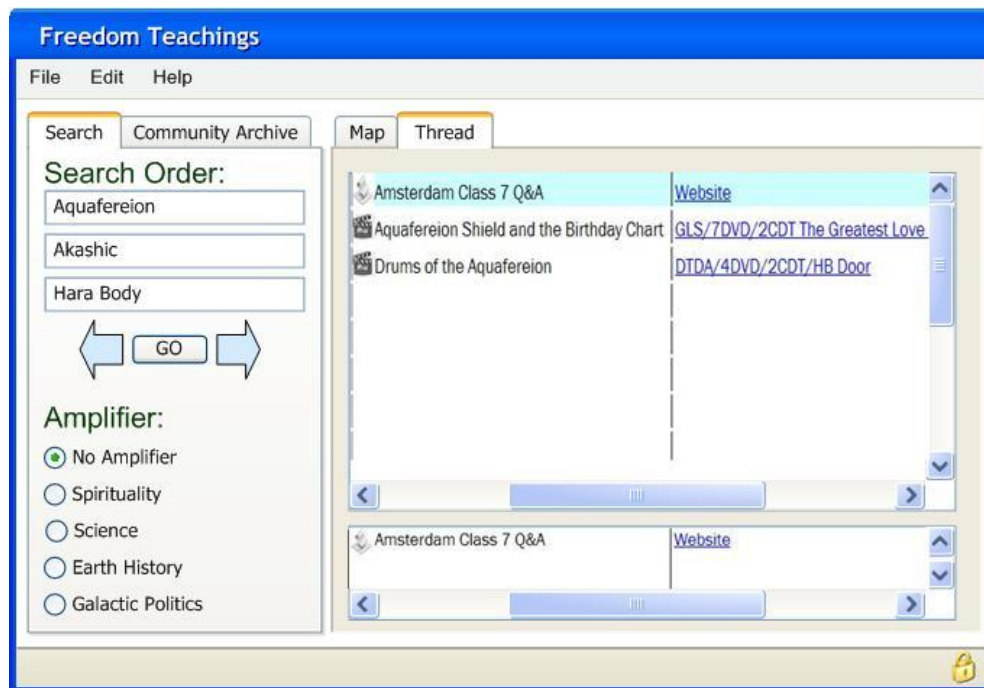 Freedom Teachings
File Edit Help
Search Community Archive
Search Order:
Aquafereion
Akashic
Hara Body
GO
Amplifier:
No Amplifier
Spirituality
Science
Earth History
Galactic Politics
Map Thread
Amsterdam Class 7 Q&A Website
Aquafereion Shield and the Birthday Chart GLS/7DVD/2CDT The Greatest Love
Drums of the Aquafereion DTDA/4DVD/2CDT/HB Door
Amsterdam Class 7 Q&A Website